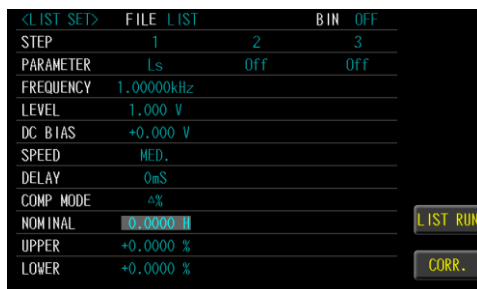 <LIST SET> FILE LIST BIN OFF
STEP 1 2 3
PARAMETER Ls Off Off
FREQUENCY 1.00000kHz
LEVEL 1.000 V
DC BIAS +0.000 V
SPEED MED.
DELAY 0mS
COMP MODE △%
NOMINAL 0.0000 H
UPPER +0.0000 %
LOWER +0.0000 %
LIST RUN
CORR.